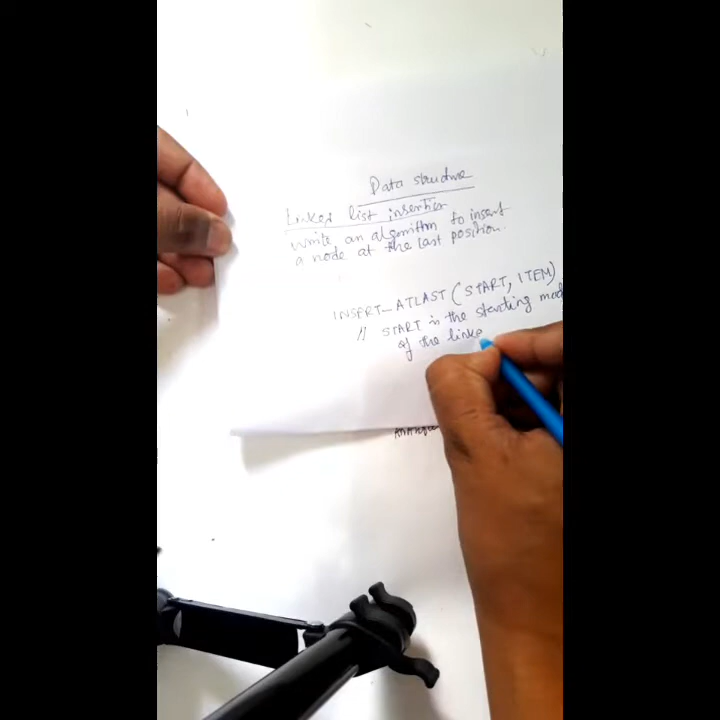 Data structure
Linked list insertion
Write an algorithm to insert
a node at the last position.
INSERT_ATLAST (START, ITEM)
// START is the starting nod
of the linke